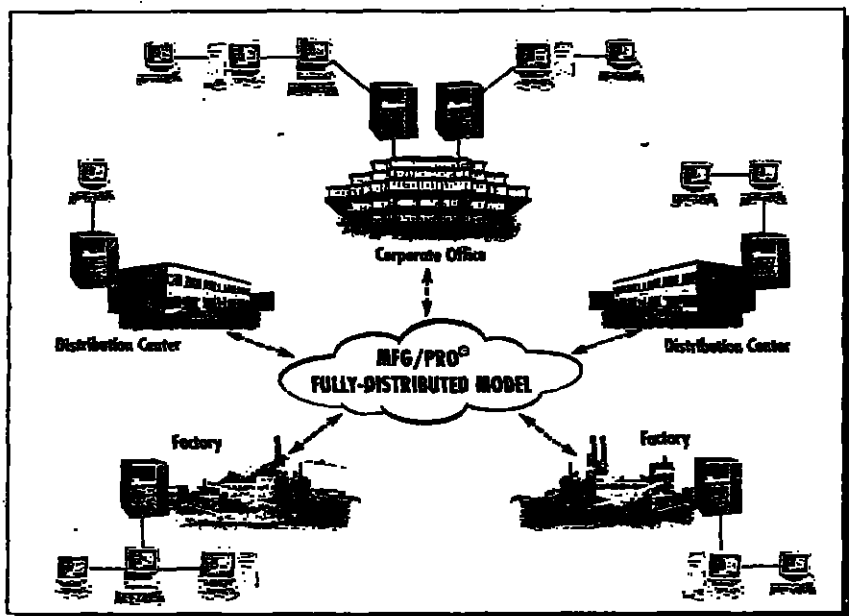 Corporate Office
Distribution Center
Distribution Center
MFG/PRO®
FULLY-DISTRIBUTED MODEL
Factory
Factory